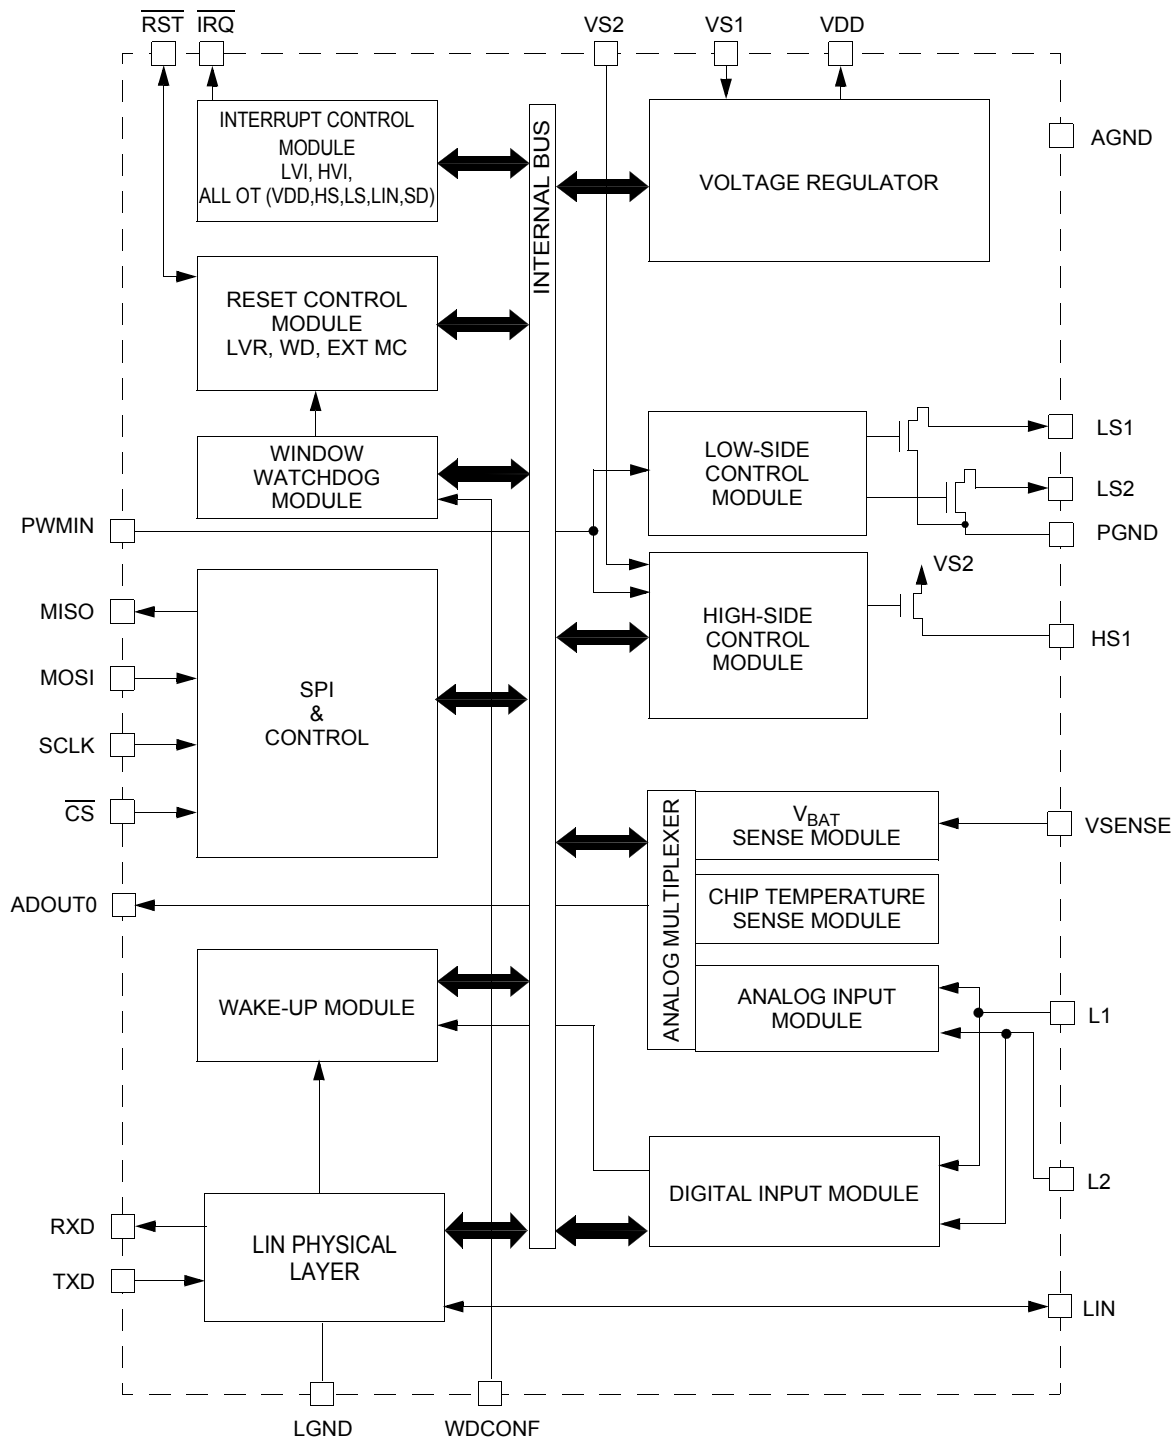 RST IRQ VS2 VS1 VDD
INTERRUPT CONTROL
MODULE
LVI, HVI,
ALL OT (VDD,HS,LS,LIN,SD)
INTERNAL BUS
VOLTAGE REGULATOR
AGND
RESET CONTROL
MODULE
LVR, WD, EXT MC
WINDOW
WATCHDOG
MODULE
LOW-SIDE
CONTROL
MODULE
LS1
LS2
PGND
PWMIN
VS2
HIGH-SIDE
CONTROL
MODULE
HS1
MISO
MOSI
SCLK
CS
SPI
&
CONTROL
ANALOG MULTIPLEXER
VBAT
SENSE MODULE
VSENSE
CHIP TEMPERATURE
SENSE MODULE
ADOUT0
ANALOG INPUT
MODULE
L1
WAKE-UP MODULE
DIGITAL INPUT MODULE
L2
RXD
TXD
LIN PHYSICAL
LAYER
LIN
LGND
WDCONF